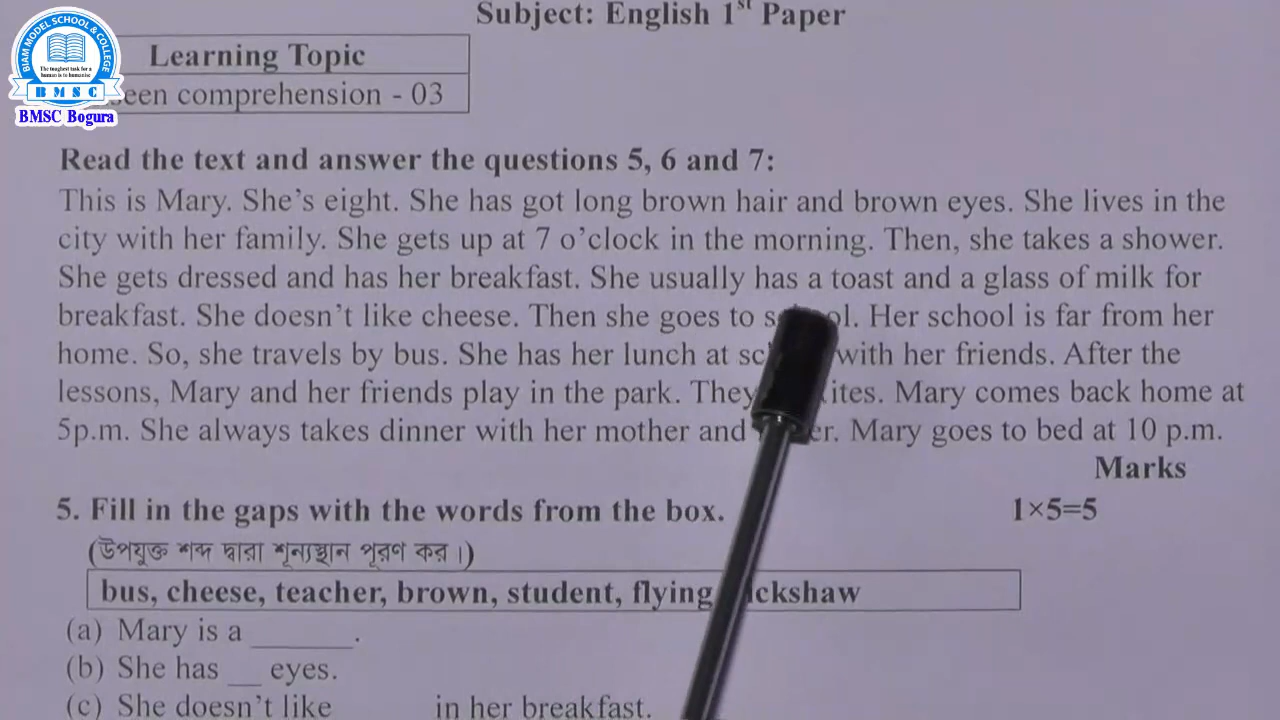 Subject: English 1st Paper
BIAM MODEL SCHOOL & COLLEGE
The toughest task for a
human is to humanise
BMSC
BMSC Bogura
Learning Topic
seen comprehension - 03
Read the text and answer the questions 5, 6 and 7:
This is Mary. She's eight. She has got long brown hair and brown eyes. She lives in the
city with her family. She gets up at 7 o'clock in the morning. Then, she takes a shower.
She gets dressed and has her breakfast. She usually has a toast and a glass of milk for
breakfast. She doesn't like cheese. Then she goes to Her school is far from her
home. So, she travels by bus. She has her lunch at with her friends. After the
lessons, Mary and her friends play in the park. They Mary comes back home at
5p.m. She always takes dinner with her mother and Mary goes to bed at 10 p.m.
Marks
5. Fill in the gaps with the words from the box. 1×5=5
(উপযুক্ত শব্দ দ্বারা শূন্যস্থান পূরণ কর।)
bus, cheese, teacher, brown, student, flying
(a) Mary is a ______.
(b) She has __ eyes.
(c) She doesn't like in her breakfast.